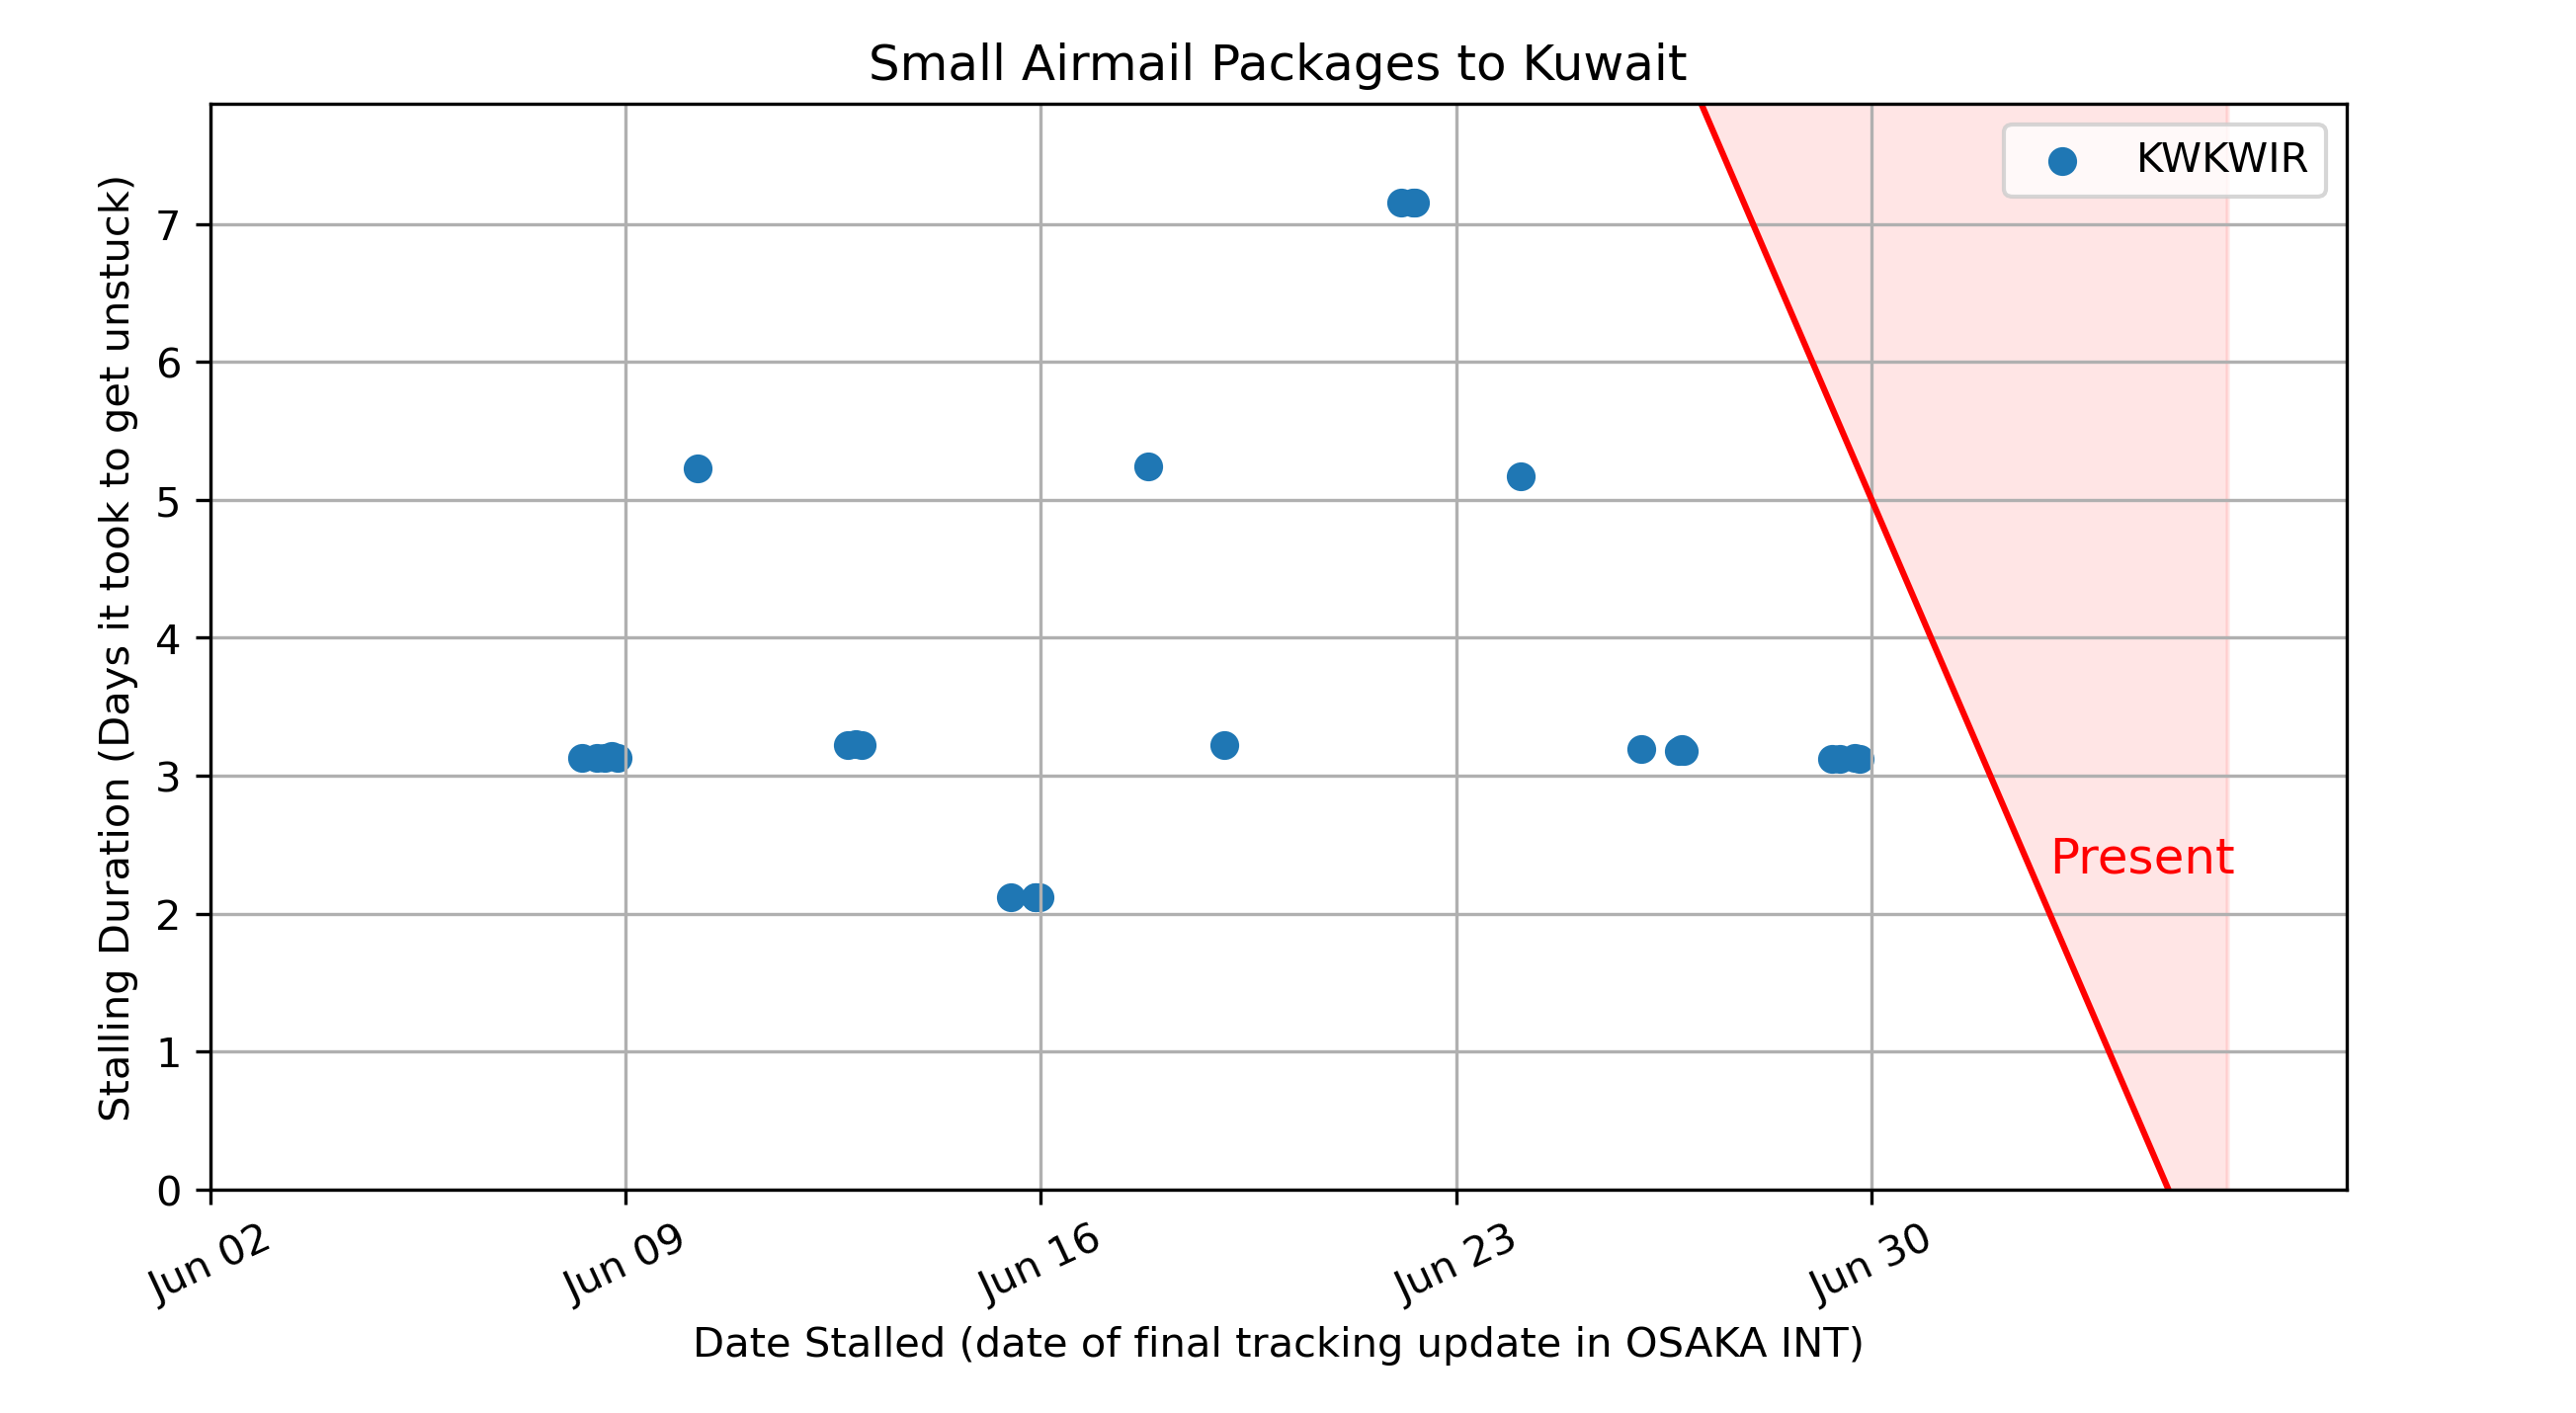 Small Airmail Packages to Kuwait
KWKWIR
Stalling Duration (Days it took to get unstuck)
7
6
5
4
3
2
1
0
Present
Jun 02
Jun 09
Jun 16
Jun 23
Jun 30
Date Stalled (date of final tracking update in OSAKA INT)